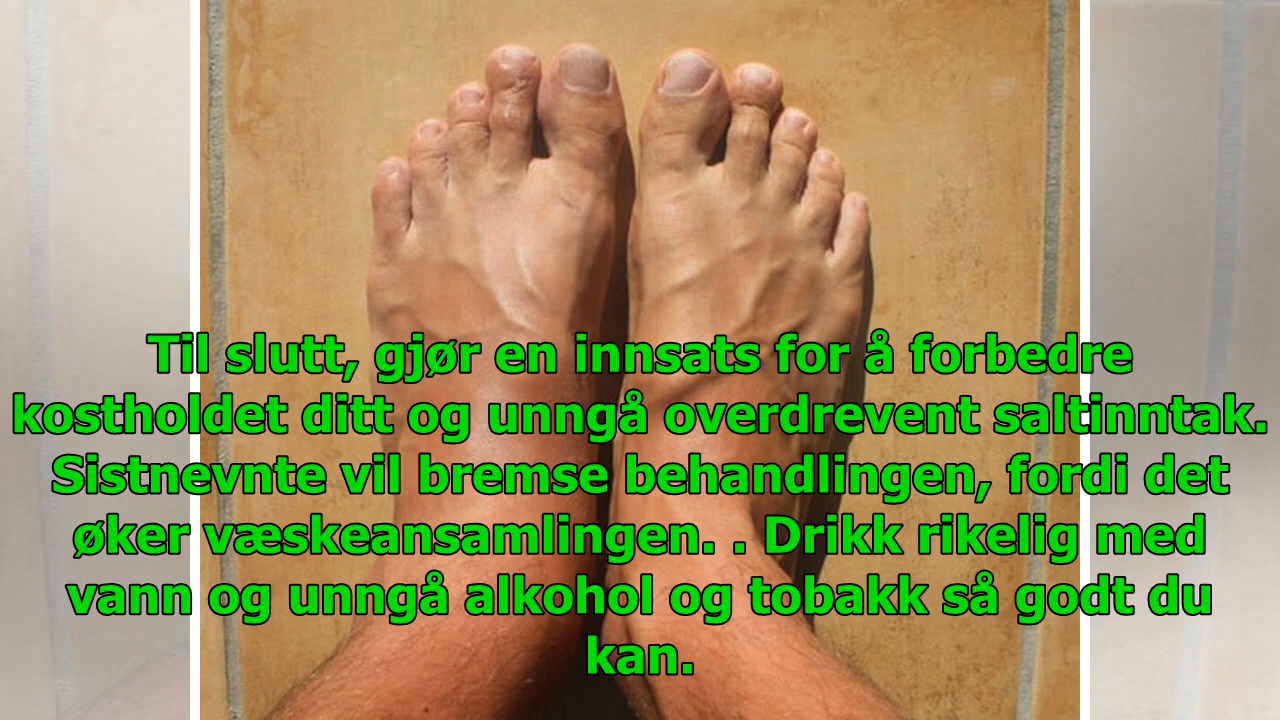 Til slutt, gjør en innsats for å forbedre
kostholdet ditt og unngå overdrevent saltinntak.
Sistnevnte vil bremse behandlingen, fordi det
øker væskeansamlingen. . Drikk rikelig med
vann og unngå alkohol og tobakk så godt du
kan.